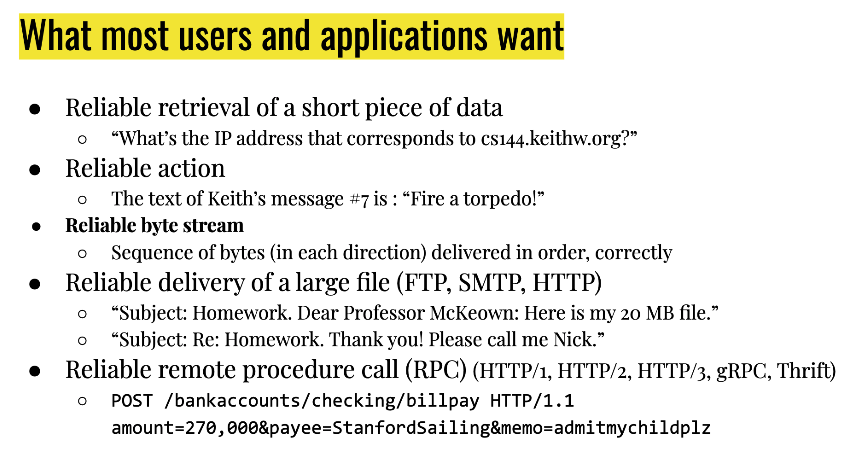 What most users and applications want
● Reliable retrieval of a short piece of data
○ “What’s the IP address that corresponds to cs144.keithw.org?”
● Reliable action
○ The text of Keith’s message #7 is : “Fire a torpedo!”
● Reliable byte stream
○ Sequence of bytes (in each direction) delivered in order, correctly
● Reliable delivery of a large file (FTP, SMTP, HTTP)
○ “Subject: Homework. Dear Professor McKeown: Here is my 20 MB file.”
○ “Subject: Re: Homework. Thank you! Please call me Nick.”
● Reliable remote procedure call (RPC) (HTTP/1, HTTP/2, HTTP/3, gRPC, Thrift)
○ POST /bankaccounts/checking/billpay HTTP/1.1
amount=270,000&payee=StanfordSailing&memo=admitmychildplz